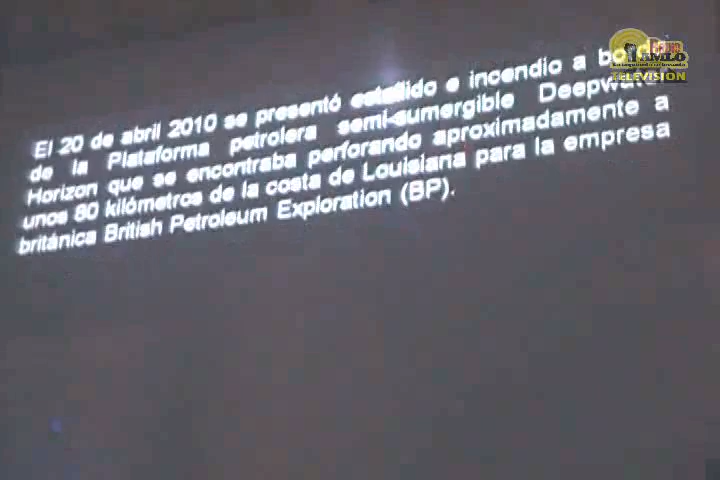 El 20 de abril 2010 se presentó estallido e incendio a bordo
de la Plataforma petrolera semi-sumergible Deepwater
Horizon que se encontraba perforando aproximadamente a
unos 80 kilómetros de la costa de Louisiana para la empresa
británica British Petroleum Exploration (BP).
TELEVISIÓN